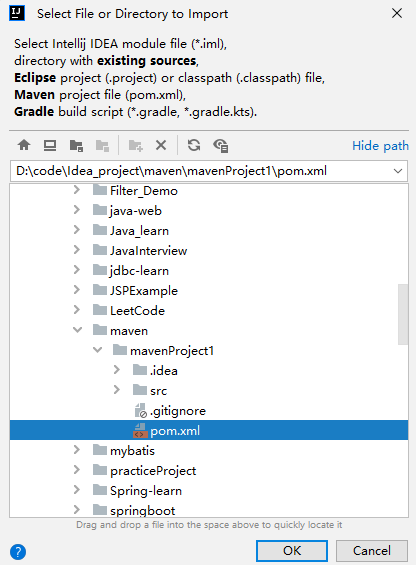 Select File or Directory to Import
Select Intellij IDEA module file (*.iml),
directory with existing sources,
Eclipse project (.project) or classpath (.classpath) file,
Maven project file (pom.xml),
Gradle build script (*.gradle, *.gradle.kts).
Hide path
D:\code\Idea_project\maven\mavenProject1\pom.xml
Filter_Demo
java-web
Java_learn
JavaInterview
jdbc-learn
JSPExample
LeetCode
maven
mavenProject1
.idea
src
.gitignore
pom.xml
mybatis
practiceProject
Spring-learn
springboot
Drag and drop a file into the space above to quickly locate it
? OK Cancel